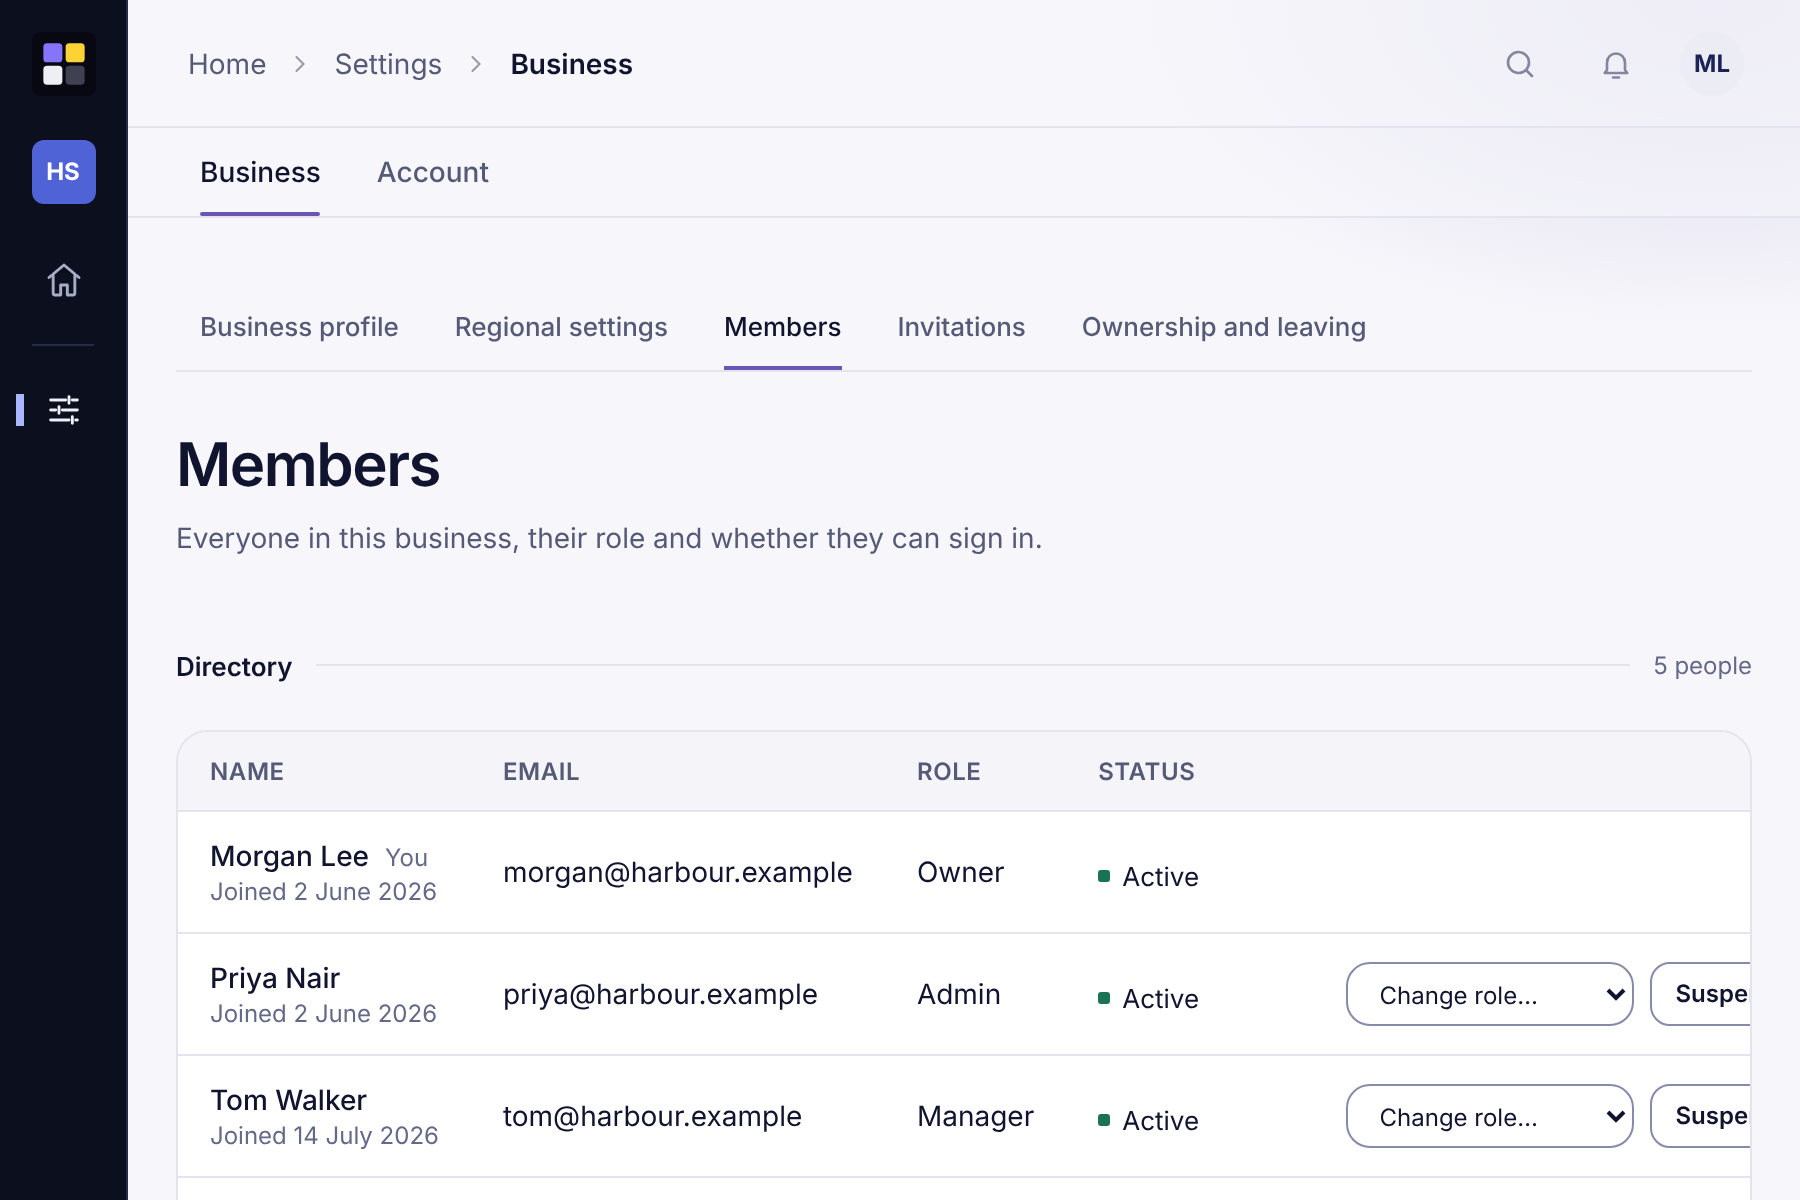 Home Settings Business
ML
HS
Business Account
Business profile Regional settings Members Invitations Ownership and leaving
Members
Everyone in this business, their role and whether they can sign in.
Directory 5 people
NAME EMAIL ROLE STATUS
Morgan Lee You
Joined 2 June 2026
morgan@harbour.example Owner Active
Priya Nair
Joined 2 June 2026
priya@harbour.example Admin Active Change role... Suspe
Tom Walker
Joined 14 July 2026
tom@harbour.example Manager Active Change role... Suspe